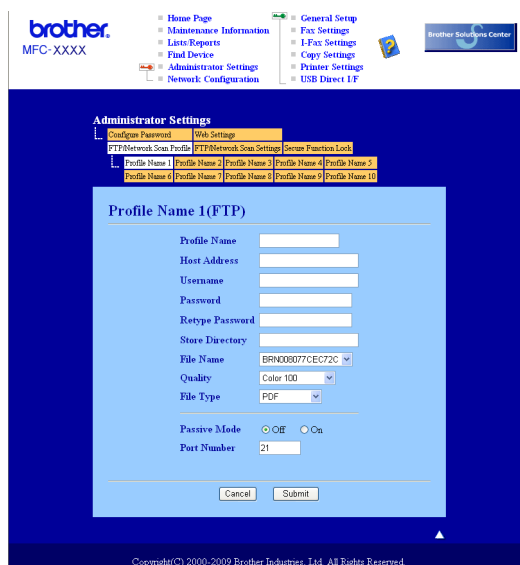 brother.
MFC-XXXX
Home Page
Maintenance Information
Lists/Reports
Find Device
Administrator Settings
Network Configuration
General Setup
Fax Settings
I-Fax Settings
Copy Settings
Printer Settings
USB Direct I/F
Brother Solutions Center
Administrator Settings
Configure Password Web Settings
FTP/Network Scan Profile FTP/Network Scan Settings Secure Function Lock
Profile Name 1 Profile Name 2 Profile Name 3 Profile Name 4 Profile Name 5
Profile Name 6 Profile Name 7 Profile Name 8 Profile Name 9 Profile Name 10
Profile Name 1(FTP)
Profile Name
Host Address
Username
Password
Retype Password
Store Directory
File Name BRN008077CEC72C
Quality Color 100
File Type PDF
Passive Mode Off On
Port Number 21
Cancel Submit
Copyright(C) 2000-2009 Brother Industries, Ltd. All Rights Reserved.